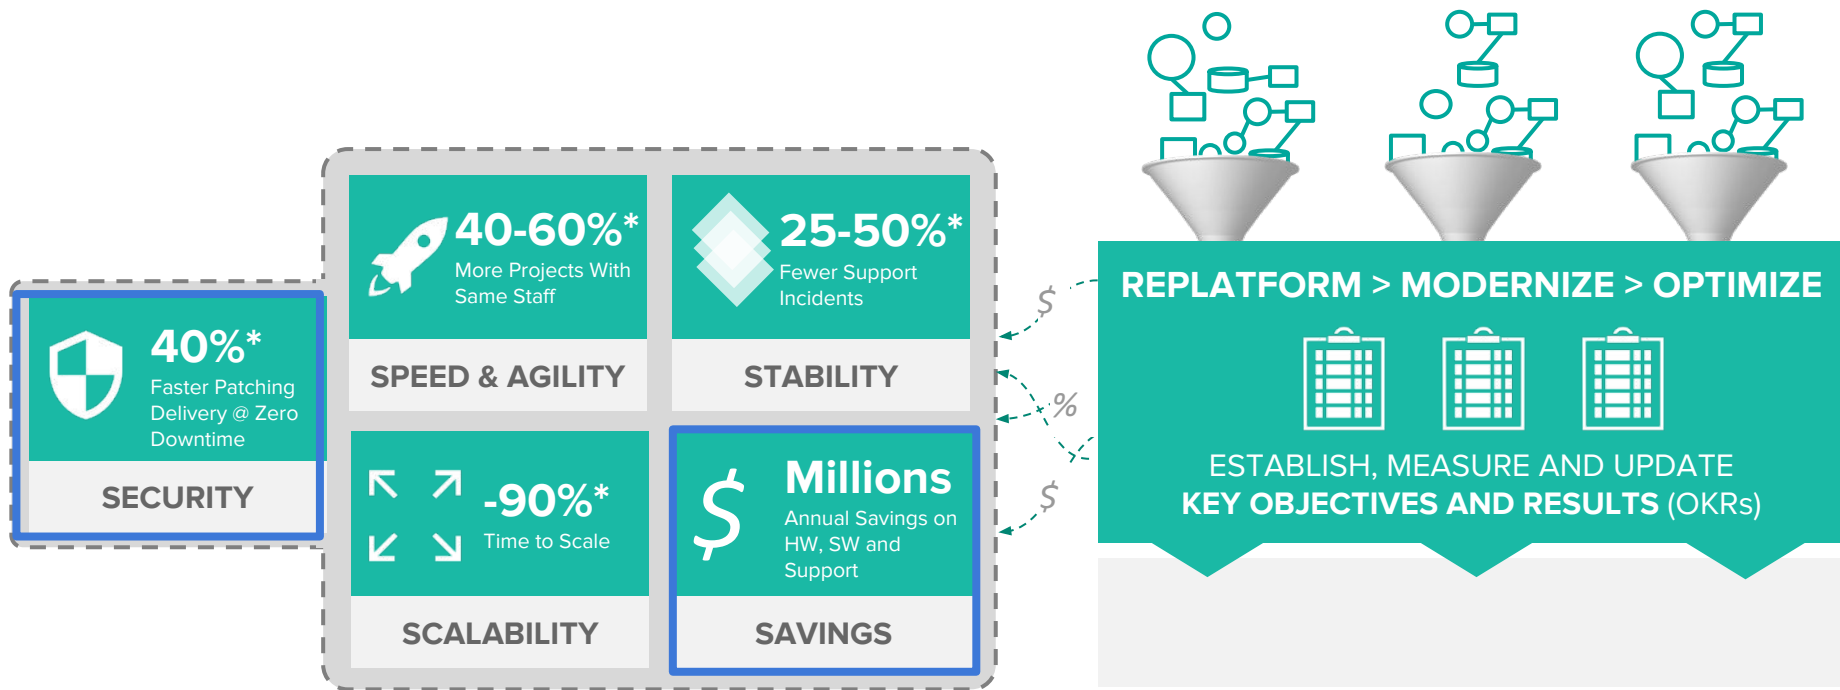 40%*
Faster Patching
Delivery @ Zero
Downtime
SECURITY
40-60%*
More Projects With
Same Staff
SPEED & AGILITY
25-50%*
Fewer Support
Incidents
STABILITY
-90%*
Time to Scale
SCALABILITY
$
Millions
Annual Savings on
HW, SW and
Support
SAVINGS
$
%
$
REPLATFORM > MODERNIZE > OPTIMIZE
ESTABLISH, MEASURE AND UPDATE
KEY OBJECTIVES AND RESULTS (OKRs)